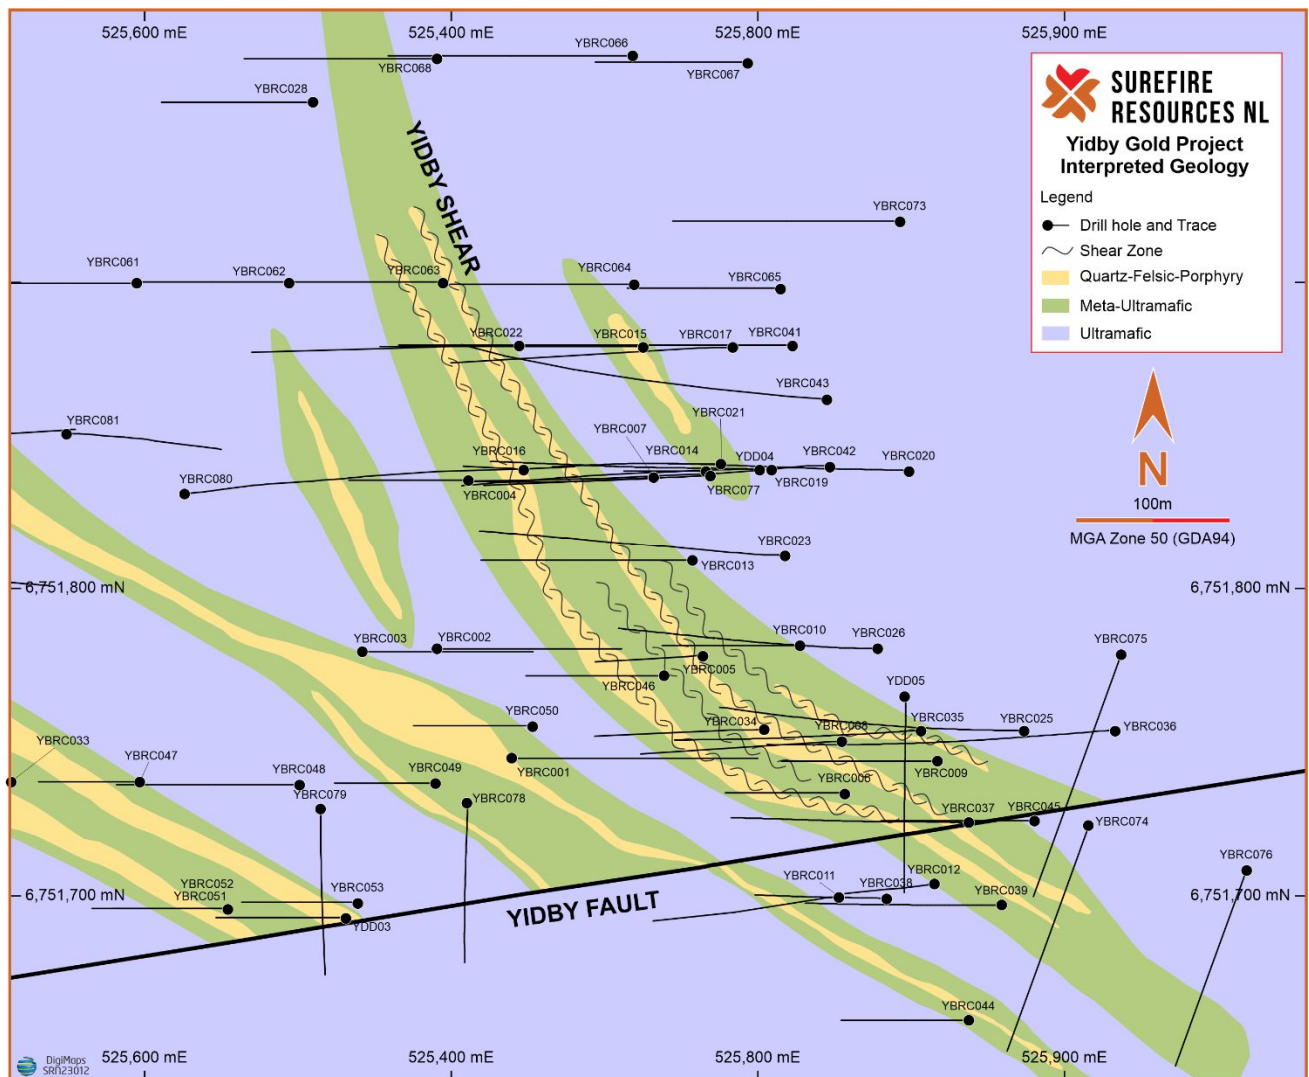 525,600 mE
525,400 mE
525,800 mE
525,900 mE
YBRC066
YBRC068
YBRC067
YBRC028
SUREFIRE
RESOURCES NL
Yidby Gold Project
Interpreted Geology
Legend
Drill hole and Trace
Shear Zone
Quartz-Felsic-Porphyry
Meta-Ultramafic
Ultramafic
YIDBY SHEAR
YBRC073
YBRC061
YBRC062
YBRC063
YBRC064
YBRC065
YBRC022
YBRC015
YBRC017
YBRC041
YBRC043
YBRC081
YBRC021
YBRC007
YBRC014
YBRC016
YDD04
YBRC042
YBRC020
YBRC080
YBRC004
YBRC077
YBRC019
N
100m
MGA Zone 50 (GDA94)
YBRC023
YBRC013
6,751,800 mN
6,751,800 mN
YBRC003
YBRC002
YBRC010
YBRC026
YBRC075
YBRC005
YBRC046
YDD05
YBRC050
YBRC034
YBRC068
YBRC035
YBRC025
YBRC036
YBRC033
YBRC047
YBRC048
YBRC049
YBRC001
YBRC009
YBRC006
YBRC079
YBRC078
YBRC037
YBRC045
YBRC074
YBRC076
YBRC052
YBRC051
YBRC053
YDD03
YBRC011
YBRC038
YBRC012
YBRC039
6,751,700 mN
6,751,700 mN
YIDBY FAULT
YBRC044
DigiMaps
SRN23012
525,600 mE
525,400 mE
525,800 mE
525,900 mE